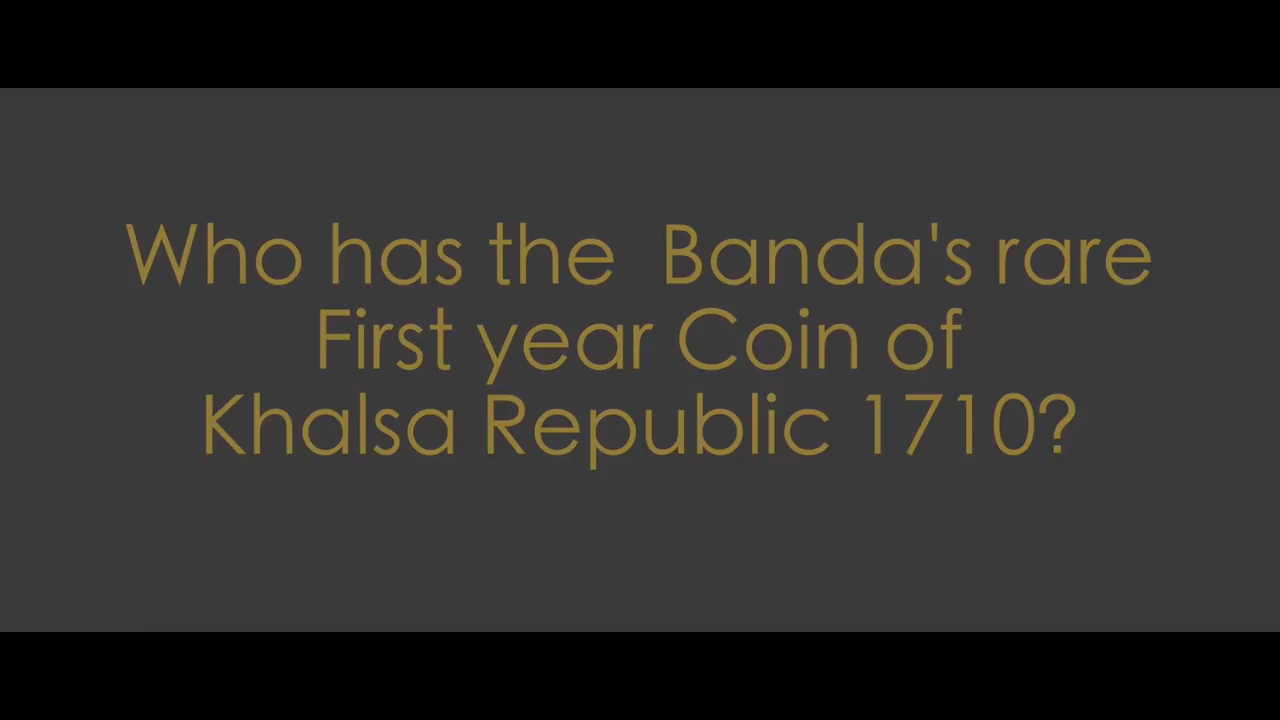 Who has the  Banda's rare
First year Coin of
Khalsa Republic 1710?